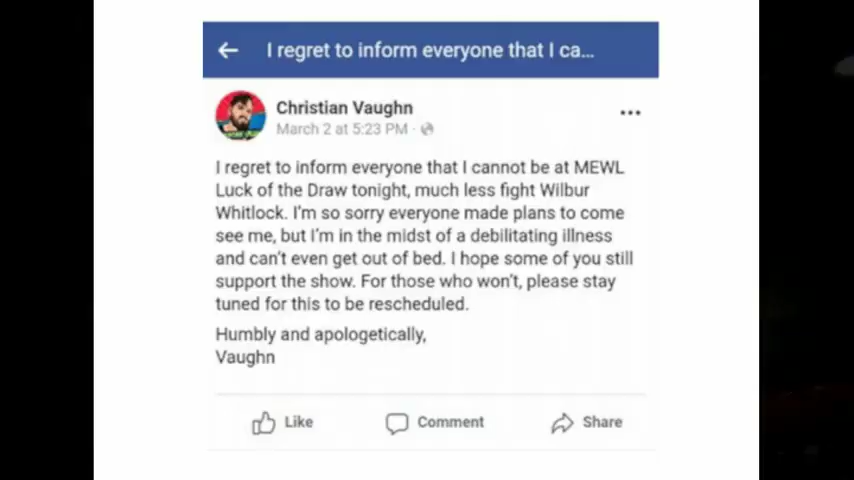 I regret to inform everyone that I ca...
Christian Vaughn
March 2 at 5:23 PM ·
I regret to inform everyone that I cannot be at MEWL
Luck of the Draw tonight, much less fight Wilbur
Whitlock. I'm so sorry everyone made plans to come
see me, but I'm in the midst of a debilitating illness
and can't even get out of bed. I hope some of you still
support the show. For those who won't, please stay
tuned for this to be rescheduled.
Humbly and apologetically,
Vaughn
Like Comment Share